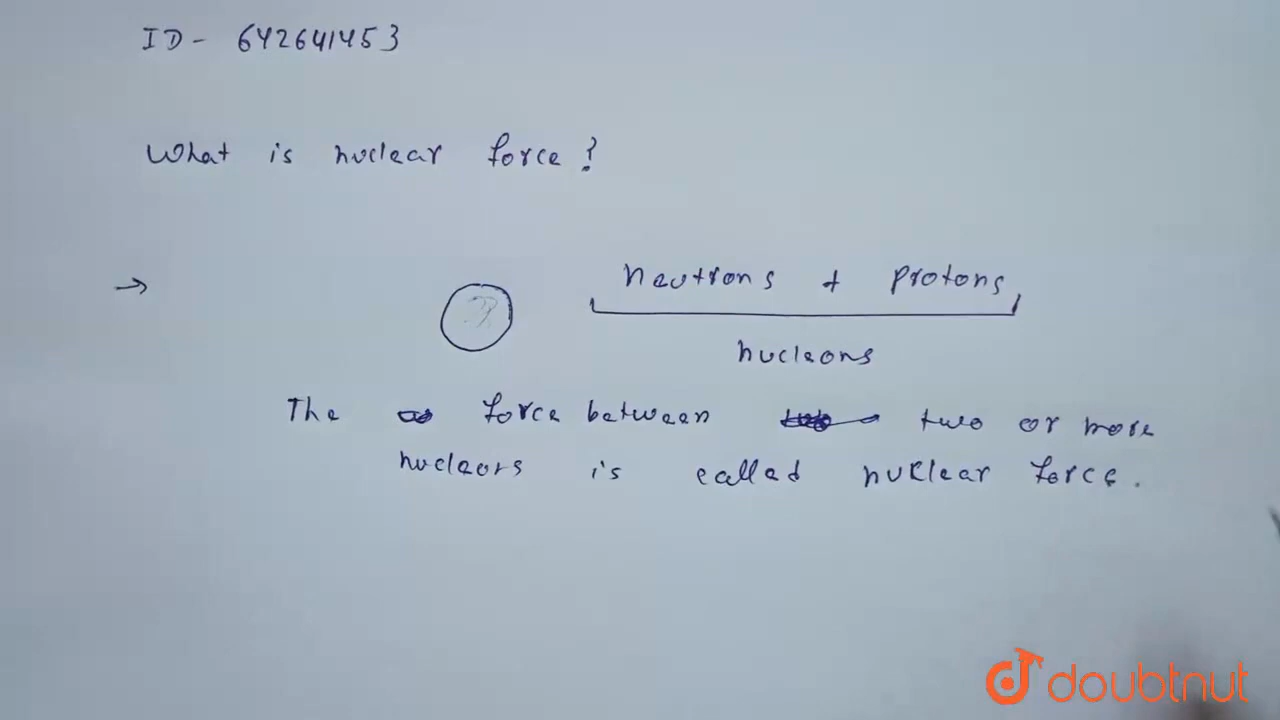 ID - 642641453
What is nuclear force?
→ neutrons + protons
nucleons
The force between two or more
nucleons is called nuclear force.
doubtnut